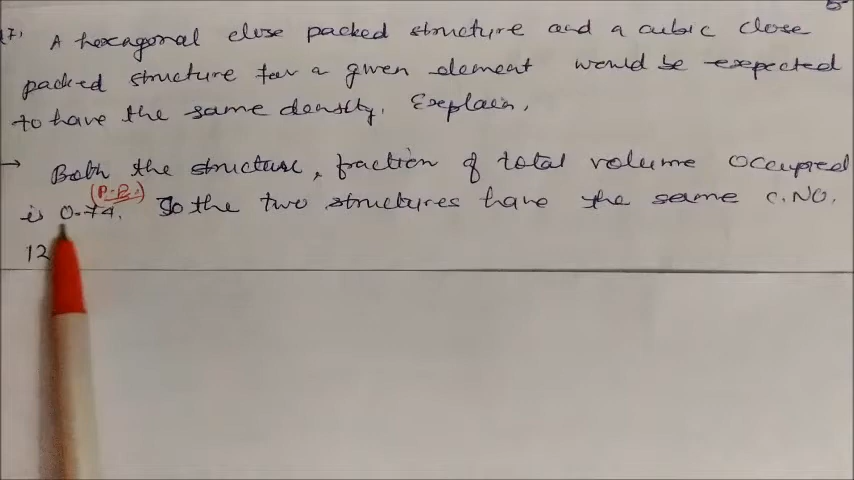 17. A hexagonal close packed structure and a cubic close
packed structure for a given element would be exepected
to have the same density. Explain.
→ Both the structure, fraction of total volume occupied
(P.P.)
is 0.74. So the two structures have the same C.NO.
12